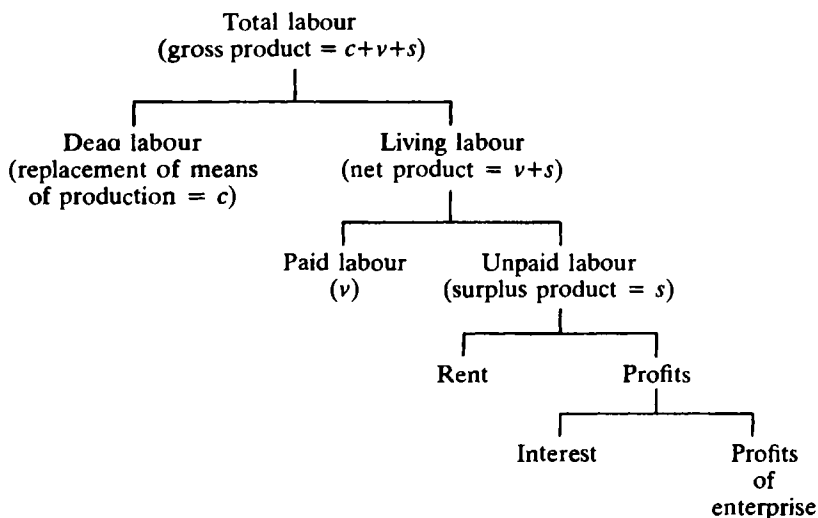 Total labour
(gross product = c+v+s)
Dead labour
(replacement of means
of production = c)
Living labour
(net product = v+s)
Paid labour
(v)
Unpaid labour
(surplus product = s)
Rent
Profits
Interest
Profits
of
enterprise